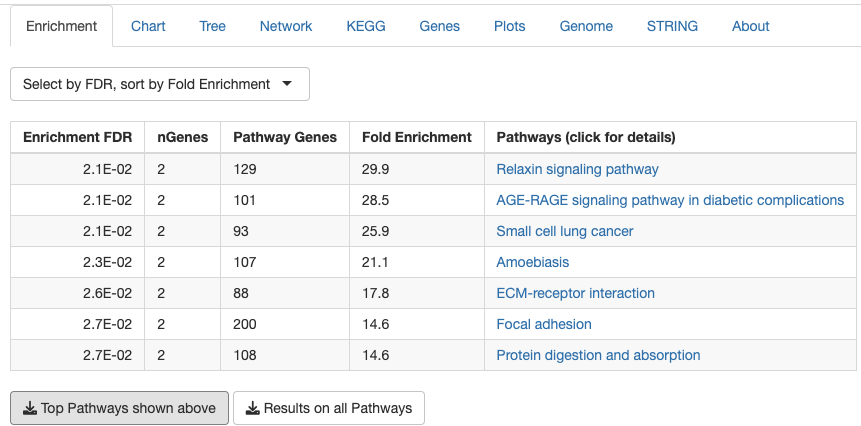 Enrichment Chart Tree Network KEGG Genes Plots Genome STRING About
Select by FDR, sort by Fold Enrichment
Enrichment FDR nGenes Pathway Genes Fold Enrichment Pathways (click for details)
2.1E-02 2 129 29.9 Relaxin signaling pathway
2.1E-02 2 101 28.5 AGE-RAGE signaling pathway in diabetic complications
2.1E-02 2 93 25.9 Small cell lung cancer
2.3E-02 2 107 21.1 Amoebiasis
2.6E-02 2 88 17.8 ECM-receptor interaction
2.7E-02 2 200 14.6 Focal adhesion
2.7E-02 2 108 14.6 Protein digestion and absorption
Top Pathways shown above Results on all Pathways